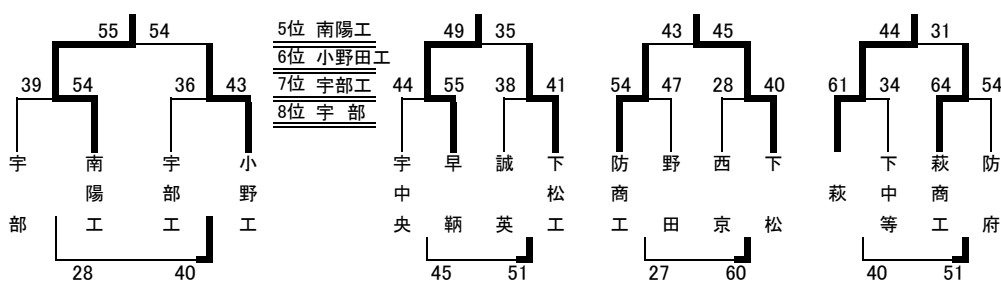 55 54
5位 南陽工
6位 小野田工
7位 宇部工
8位 宇 部
49 35
43 45
44 31
39 54 36 43
44 55 38 41
54 47 28 40
61 34 64 54
宇部
南陽工
宇部工
小野工
宇中央
早鞆
誠英
下松工
防商工
野田
西京
下松
萩
下中等
萩商工
防府
28 40
45 51
27 60
40 51